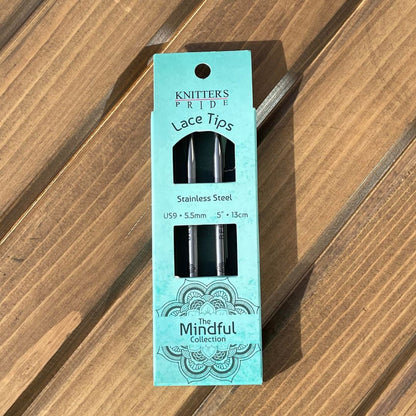 KNITTER'S
PRIDE
Lace Tips
Stainless Steel
US9 • 5.5mm 5" • 13cm
The
Mindful
Collection